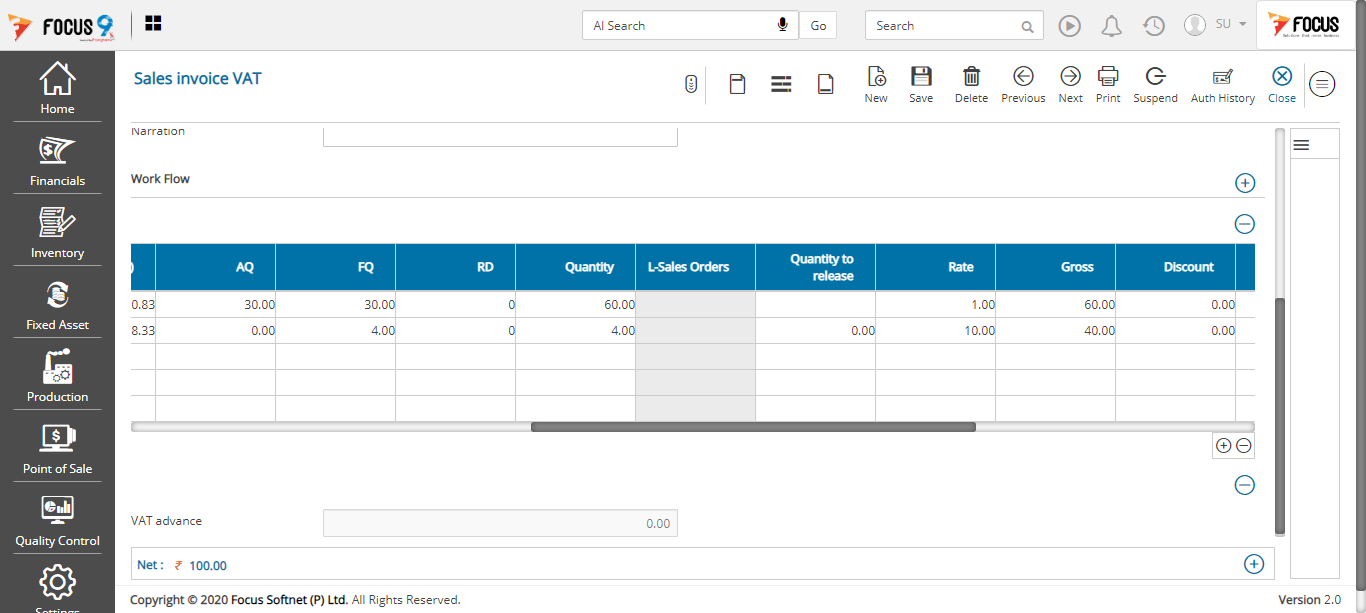 FOCUS 9
AI Search
Go
Search
SU
FOCUS
Home
Financials
Inventory
Fixed Asset
Production
Point of Sale
Quality Control
Settings
Sales invoice VAT
New
Save
Delete
Previous
Next
Print
Suspend
Auth History
Close
Narration
Work Flow
) AQ FQ RD Quantity L-Sales Orders Quantity to release Rate Gross Discount
0.83 30.00 30.00 0 60.00 1.00 60.00 0.00
8.33 0.00 4.00 0 4.00 0.00 10.00 40.00 0.00
VAT advance 0.00
Net : ₹ 100.00
Copyright © 2020 Focus Softnet (P) Ltd. All Rights Reserved.
Version 2.0